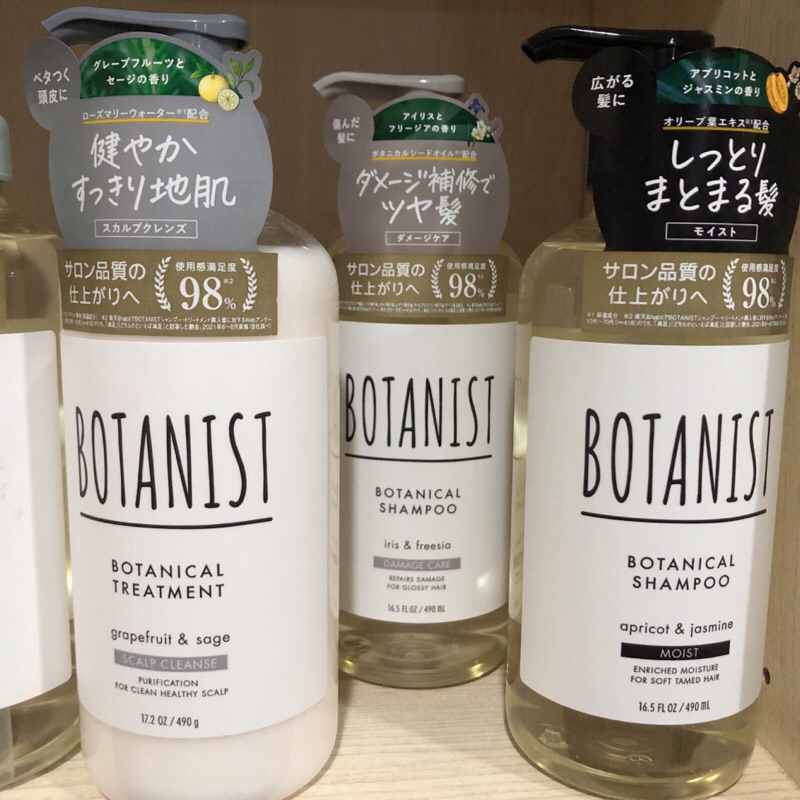 ベタつく
頭皮に
グレープフルーツと
セージの香り
ローズマリーウォーター※1配合
健やか
すっきり地肌
スカルプクレンズ
サロン品質の
仕上がりへ
使用感満足度
98%※2
BOTANIST
BOTANICAL
TREATMENT
grapefruit & sage
SCALP CLEANSE
PURIFICATION
FOR CLEAN HEALTHY SCALP
17.2 OZ / 490 g
傷んだ
髪に
アイリスと
フリージアの香り
ボタニカルシードオイル※1配合
ダメージ補修で
ツヤ髪
ダメージケア
サロン品質の
仕上がりへ
使用感満足度
98%※2
BOTANIST
BOTANICAL
SHAMPOO
iris & freesia
DAMAGE CARE
REPAIRS DAMAGE
FOR GLOSSY HAIR
16.5 FL OZ / 490 mL
広がる
髪に
アプリコットと
ジャスミンの香り
オリーブ葉エキス※1配合
しっとり
まとまる髪
モイスト
サロン品質の
仕上がりへ
使用感満足度
98%
BOTANIST
BOTANICAL
SHAMPOO
apricot & jasmine
MOIST
ENRICHED MOISTURE
FOR SOFT TAMED HAIR
16.5 FL OZ / 490 mL